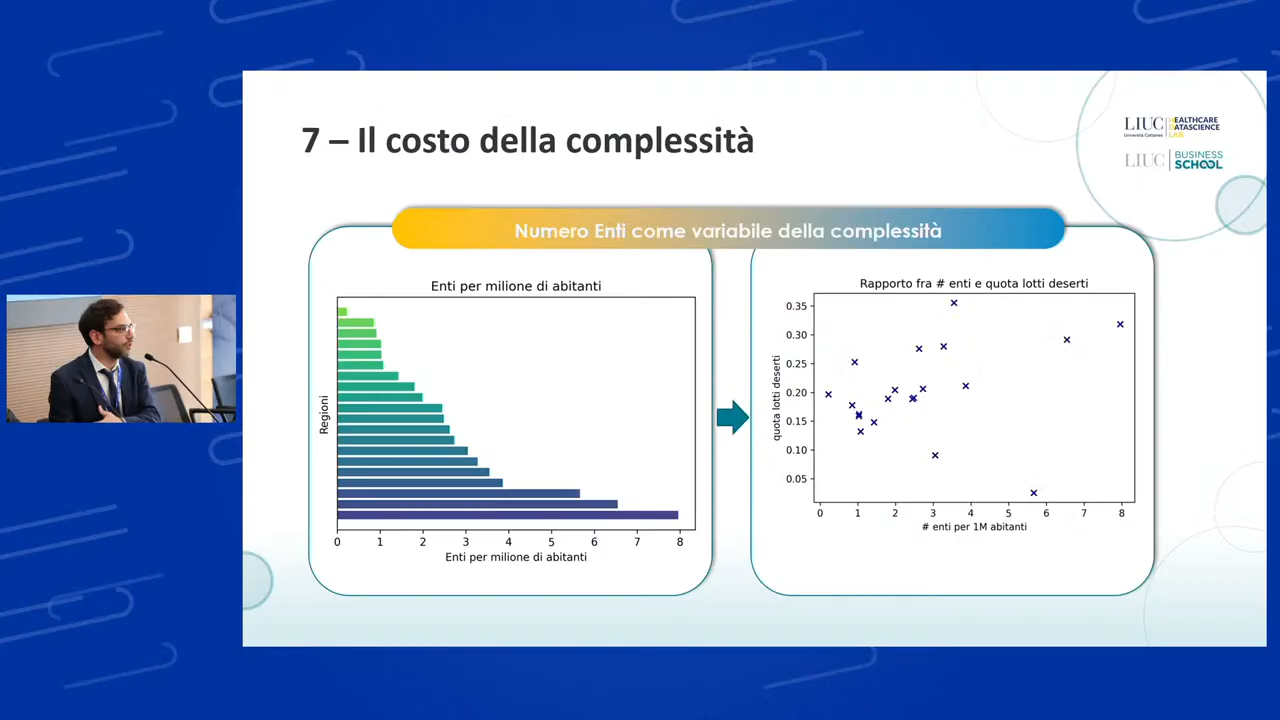 7 – Il costo della complessità
LIUC
Università Cattaneo
HEALTHCARE
DATASCIENCE
LAB
LIUC
BUSINESS
SCHOOL
Numero Enti come variabile della complessità
Enti per milione di abitanti
Regioni
0 1 2 3 4 5 6 7 8
Enti per milione di abitanti
Rapporto fra # enti e quota lotti deserti
quota lotti deserti
0.35
0.30
0.25
0.20
0.15
0.10
0.05
0 1 2 3 4 5 6 7 8
# enti per 1M abitanti